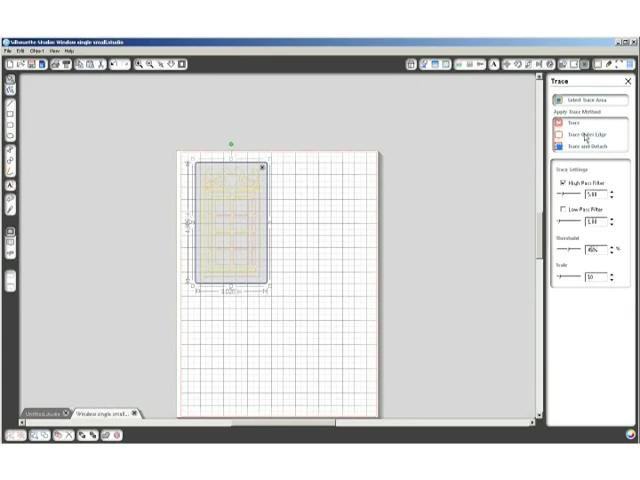 Silhouette Studio: Window single small.studio
File Edit Object View Help
Trace
Select Trace Area
Apply Trace Method
Trace
Trace Outer Edge
Trace and Detach
Trace Settings
High Pass Filter
Low Pass Filter
Threshold
%
Scale
Untitled.studio
Window single small...